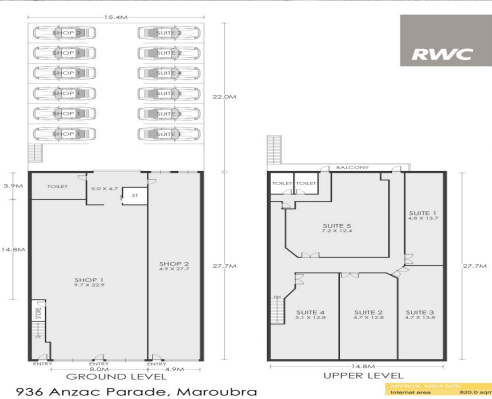 15.4M
RWC
SHOP 2 SUITE 1
SHOP 1 SUITE 2
SHOP 1 SUITE 4
SHOP 1 SUITE 5
SHOP 1
SHOP 1
22.0M
3.9M
TOILET
5.0 X 4.7
ST
14.8M
SHOP 1
9.7 X 22.9
SHOP 2
4.9 X 27.7
27.7M
STORE
ENTRY ENTRY ENTRY
8.0M 4.9M
GROUND LEVEL
BALCONY
TOILET TOILET
SUITE 5
7.2 X 12.4
SUITE 1
4.8 X 13.7
SUITE 4
5.1 X 12.8
SUITE 2
4.7 X 12.8
SUITE 3
4.7 X 13.8
27.7M
14.8M
UPPER LEVEL
936 Anzac Parade, Maroubra
APPROX. AREA SIZE
Internal area 820.0 sqm